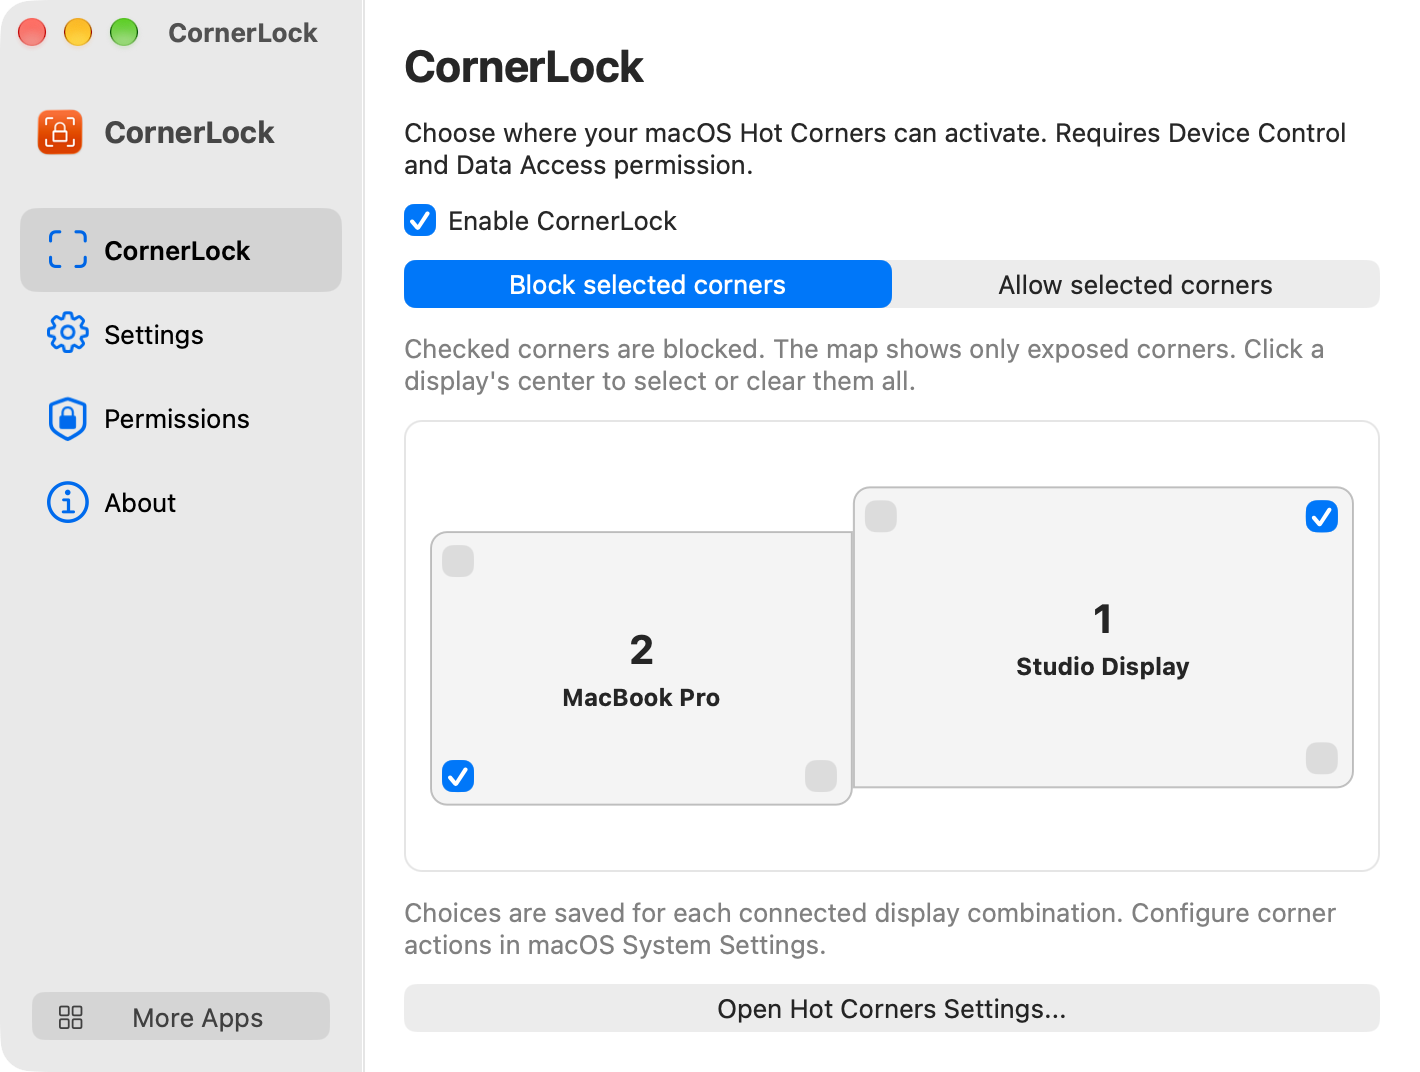 CornerLock
CornerLock
CornerLock
Settings
Permissions
About
More Apps
CornerLock
Choose where your macOS Hot Corners can activate. Requires Device Control
and Data Access permission.
Enable CornerLock
Block selected corners
Allow selected corners
Checked corners are blocked. The map shows only exposed corners. Click a
display's center to select or clear them all.
2
MacBook Pro
1
Studio Display
Choices are saved for each connected display combination. Configure corner
actions in macOS System Settings.
Open Hot Corners Settings...